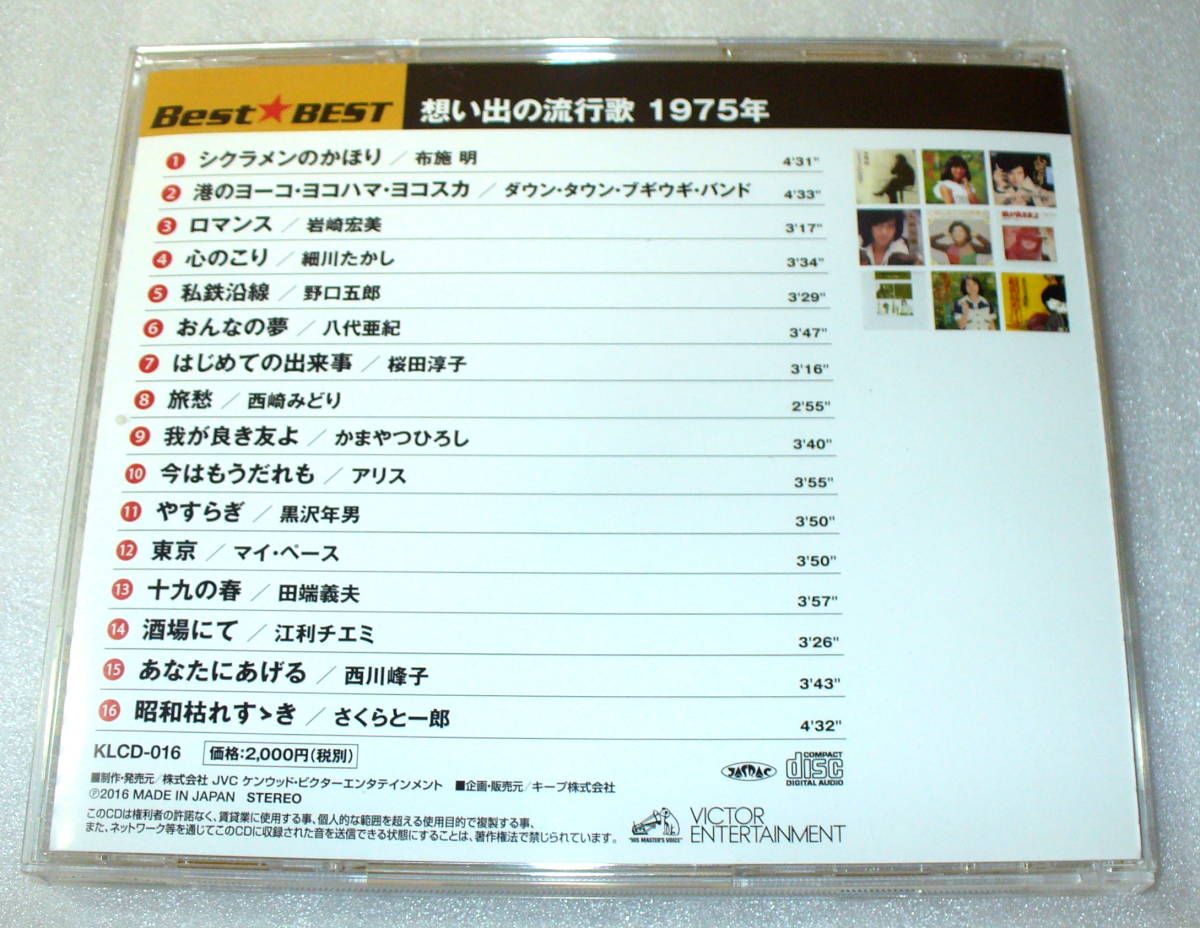 Best★BEST 想い出の流行歌 1975年
1 シクラメンのかほり／布施 明 4'31"
2 港のヨーコ・ヨコハマ・ヨコスカ／ダウン・タウン・ブギウギ・バンド 4'33"
3 ロマンス／岩崎宏美 3'17"
4 心のこり／細川たかし 3'34"
5 私鉄沿線／野口五郎 3'29"
6 おんなの夢／八代亜紀 3'47"
7 はじめての出来事／桜田淳子 3'16"
8 旅愁／西崎みどり 2'55"
9 我が良き友よ／かまやつひろし 3'40"
10 今はもうだれも／アリス 3'55"
11 やすらぎ／黒沢年男 3'50"
12 東京／マイ・ペース 3'50"
13 十九の春／田端義夫 3'57"
14 酒場にて／江利チエミ 3'26"
15 あなたにあげる／西川峰子 3'43"
16 昭和枯れすゝき／さくらと一郎 4'32"
KLCD-016 価格:2,000円(税別)
■制作・発売元／株式会社 JVC ケンウッド・ビクターエンタテインメント ■企画・販売元／キープ株式会社
℗2016 MADE IN JAPAN STEREO
このCDは権利者の許諾なく、賃貸業に使用する事、個人的な範囲を超える使用目的で複製する事、
また、ネットワーク等を通じてこのCDに収録された音を送信できる状態にすることは、著作権法で禁じられています。
JASRAC
COMPACT
disc
DIGITAL AUDIO
"HIS MASTER'S VOICE"
VICTOR
ENTERTAINMENT